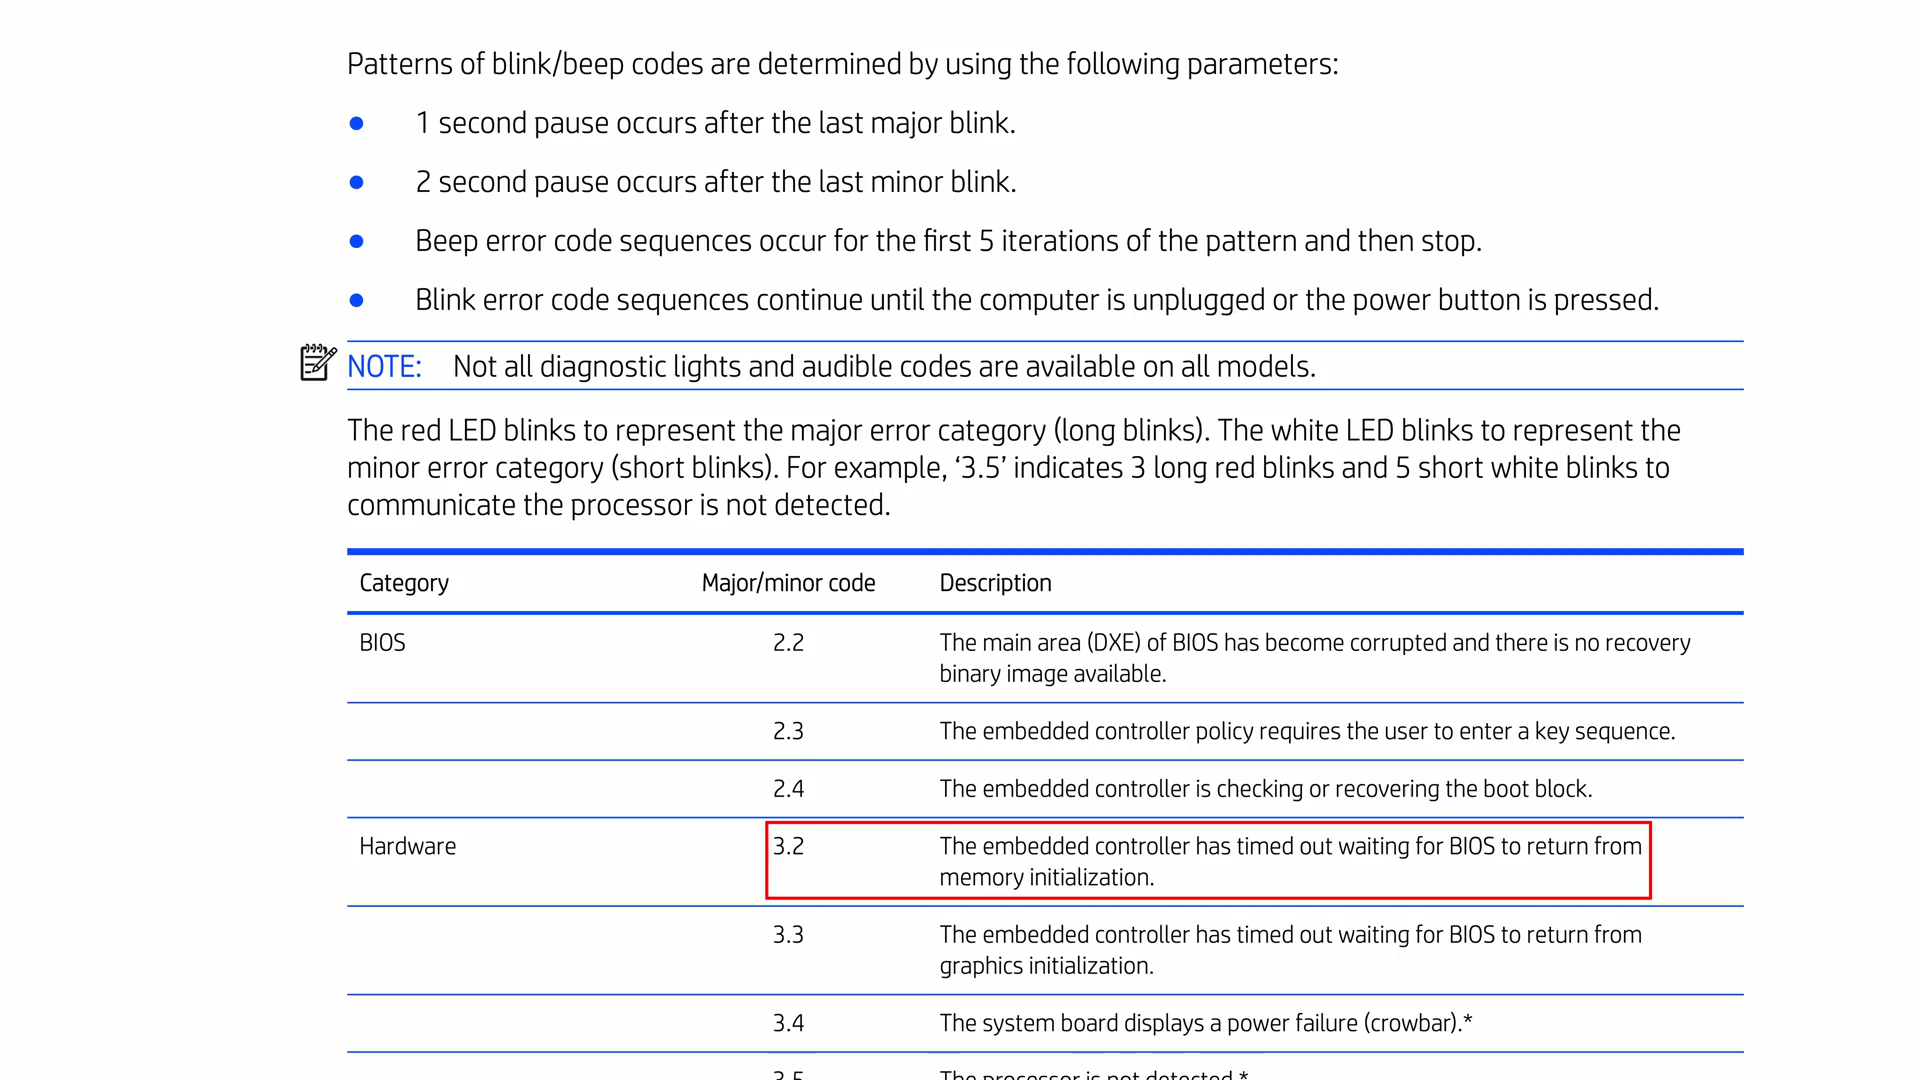 Patterns of blink/beep codes are determined by using the following parameters:
● 1 second pause occurs after the last major blink.
● 2 second pause occurs after the last minor blink.
● Beep error code sequences occur for the first 5 iterations of the pattern and then stop.
● Blink error code sequences continue until the computer is unplugged or the power button is pressed.
NOTE: Not all diagnostic lights and audible codes are available on all models.
The red LED blinks to represent the major error category (long blinks). The white LED blinks to represent the
minor error category (short blinks). For example, ‘3.5’ indicates 3 long red blinks and 5 short white blinks to
communicate the processor is not detected.
Category Major/minor code Description
BIOS 2.2 The main area (DXE) of BIOS has become corrupted and there is no recovery
binary image available.
2.3 The embedded controller policy requires the user to enter a key sequence.
2.4 The embedded controller is checking or recovering the boot block.
Hardware 3.2 The embedded controller has timed out waiting for BIOS to return from
memory initialization.
3.3 The embedded controller has timed out waiting for BIOS to return from
graphics initialization.
3.4 The system board displays a power failure (crowbar).*
3.5 The processor is not detected.*